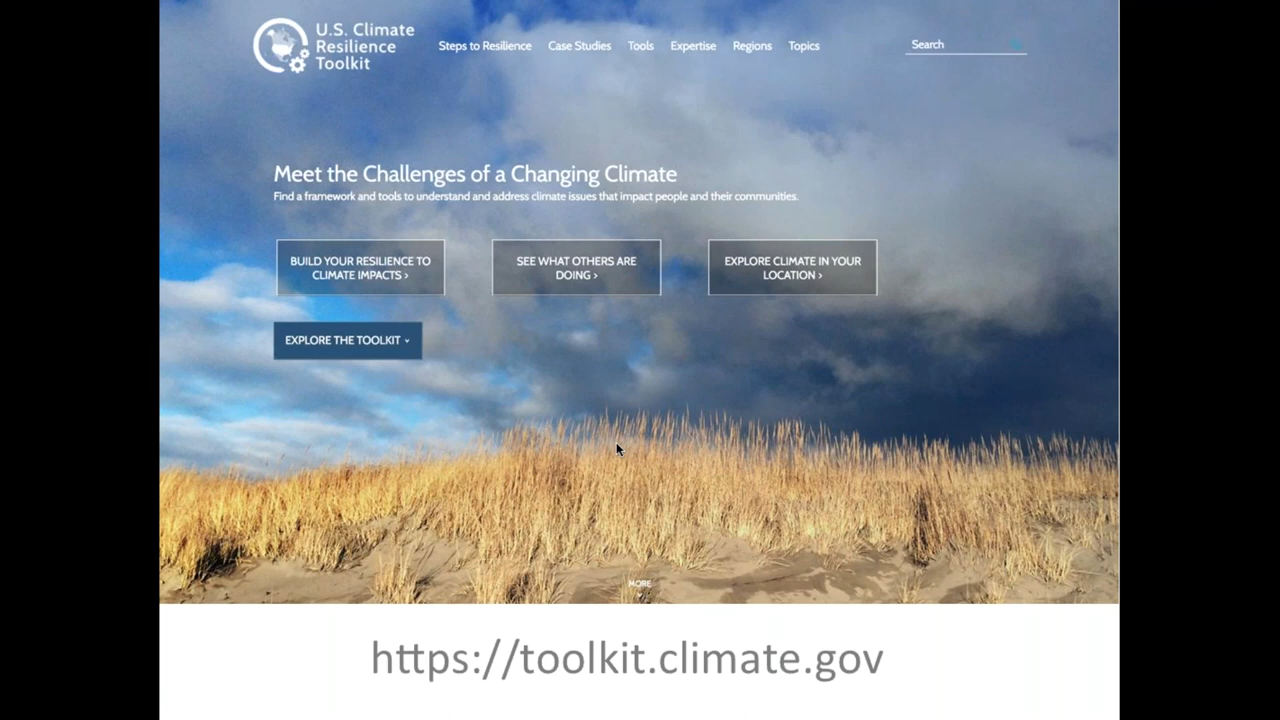 U.S. Climate
Resilience
Toolkit
Steps to Resilience Case Studies Tools Expertise Regions Topics
Search
Meet the Challenges of a Changing Climate
Find a framework and tools to understand and address climate issues that impact people and their communities.
BUILD YOUR RESILIENCE TO
CLIMATE IMPACTS ›
SEE WHAT OTHERS ARE
DOING ›
EXPLORE CLIMATE IN YOUR
LOCATION ›
EXPLORE THE TOOLKIT
MORE
https://toolkit.climate.gov